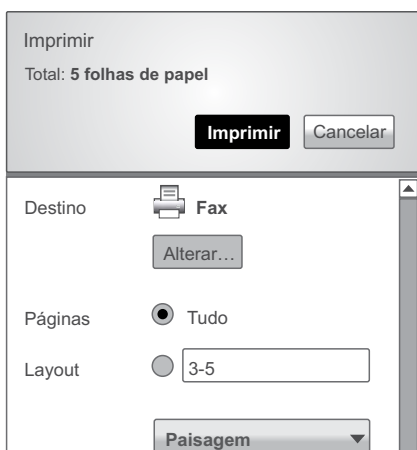 Imprimir
Total: 5 folhas de papel
Imprimir Cancelar
Destino Fax
Alterar...
Páginas Tudo
Layout 3-5
Paisagem